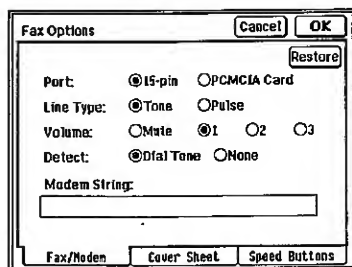 Fax Options Cancel OK
Restore
Port: 15-pin PCMCIA Card
Line Type: Tone Pulse
Volume: Mute 1 2 3
Detect: Dial Tone None
Modem String:
Fax/Modem Cover Sheet Speed Buttons